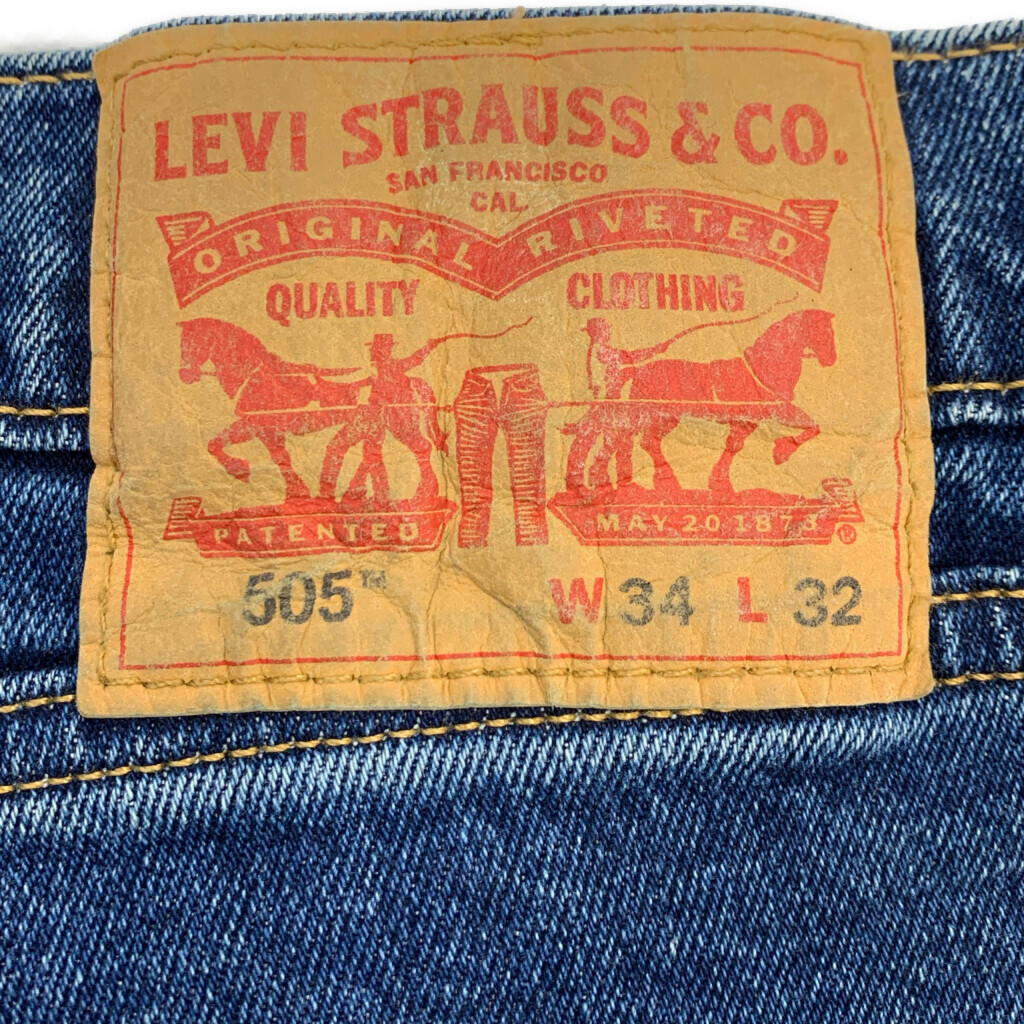 LEVI STRAUSS & CO.
SAN FRANCISCO
CAL.
ORIGINAL RIVETED
QUALITY CLOTHING
PATENTED MAY 20 1873 ®
505™ W 34 L 32